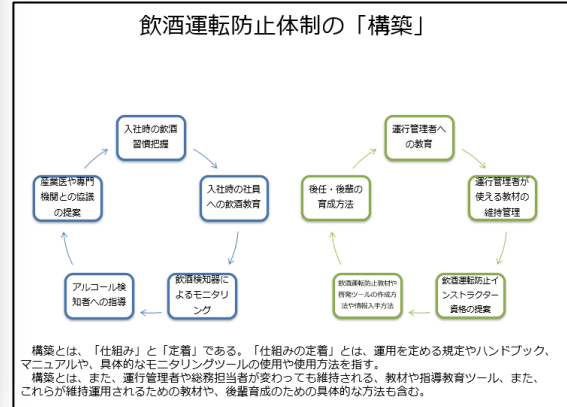 飲酒運転防止体制の「構築」
入社時の飲酒
習慣把握
入社時の社員
への飲酒教育
飲酒検知器に
よるモニタリ
ング
アルコール検
知者への指導
産業医や専門
機関との協議
の提案
運行管理者へ
の教育
運行管理者が
使える教材の
維持管理
飲酒運転防止イ
ンストラクター
資格の提案
飲酒運転防止教材や
啓発ツールの作成方
法や情報入手方法
後任・後輩の
育成方法
構築とは、「仕組み」と「定着」である。「仕組みの定着」とは、運用を定める規定やハンドブック、
マニュアルや、具体的なモニタリングツールの使用や使用方法を指す。
構築とは、また、運行管理者や総務担当者が変わっても維持される、教材や指導教育ツール、また、
これらが維持運用されるための教材や、後輩育成のための具体的な方法も含む。